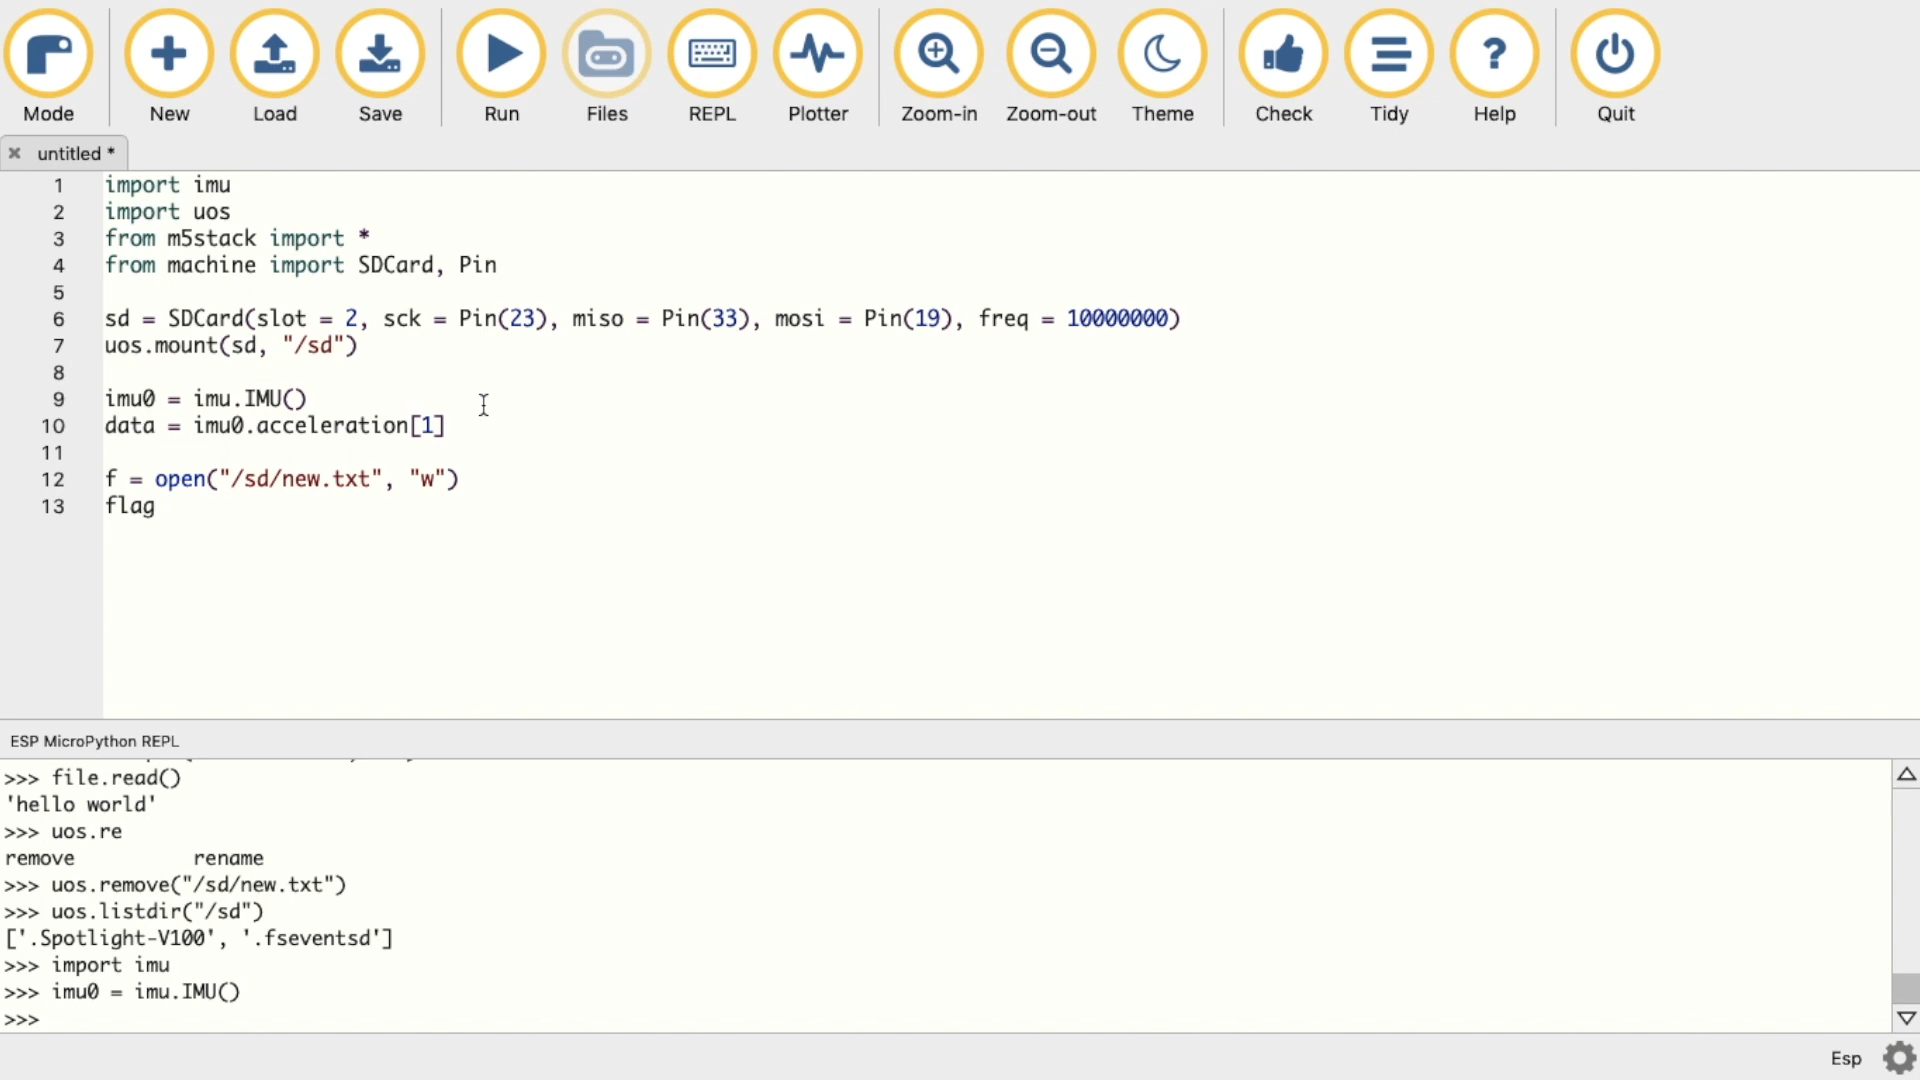 Mode New Load Save Run Files REPL Plotter Zoom-in Zoom-out Theme Check Tidy Help Quit
untitled *
1 import imu
2 import uos
3 from m5stack import *
4 from machine import SDCard, Pin
5
6 sd = SDCard(slot = 2, sck = Pin(23), miso = Pin(33), mosi = Pin(19), freq = 10000000)
7 uos.mount(sd, "/sd")
8
9 imu0 = imu.IMU()
10 data = imu0.acceleration[1]
11
12 f = open("/sd/new.txt", "w")
13 flag
ESP MicroPython REPL
>>> file.read()
'hello world'
>>> uos.re
remove rename
>>> uos.remove("/sd/new.txt")
>>> uos.listdir("/sd")
['.Spotlight-V100', '.fseventsd']
>>> import imu
>>> imu0 = imu.IMU()
>>>
Esp